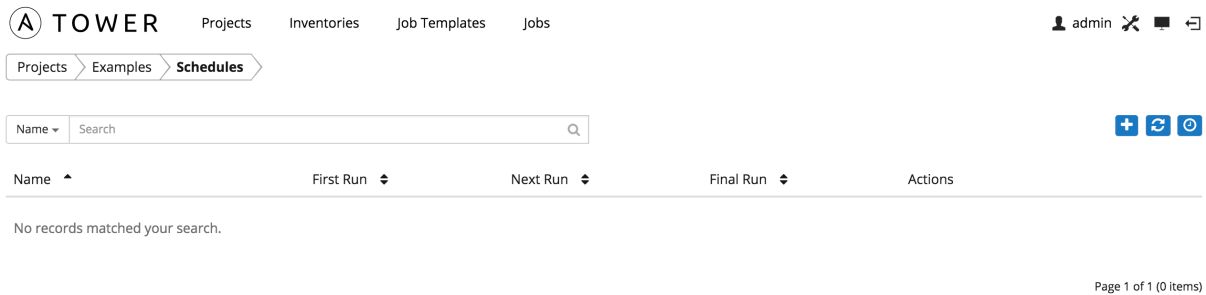 A TOWER Projects Inventories Job Templates Jobs admin
Projects Examples Schedules
Name Search
Name First Run Next Run Final Run Actions
No records matched your search.
Page 1 of 1 (0 items)